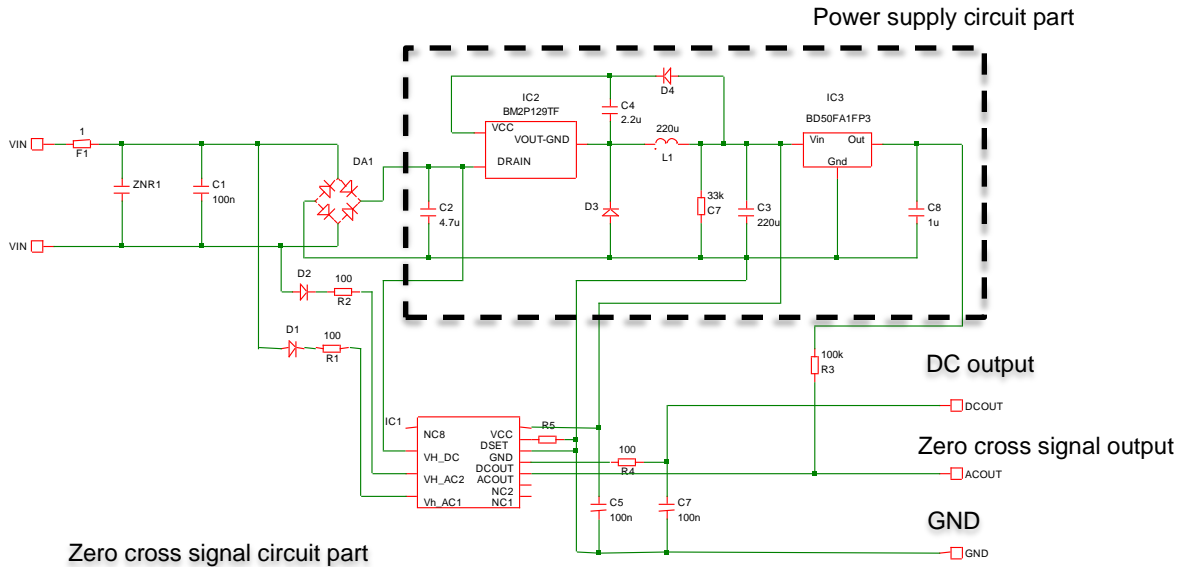 Power supply circuit part
IC2
BM2P129TF
VCC
VOUT-GND
DRAIN
C4
2.2u
D4
220u
L1
IC3
BD50FA1FP3
Vin
Out
Gnd
VIN
1
F1
ZNR1
C1
100n
DA1
C2
4.7u
D3
33k
C7
C3
220u
C8
1u
VIN
D2
100
R2
D1
100
R1
100k
R3
DC output
DCOUT
Zero cross signal output
ACOUT
IC1
NC8
VH_DC
VH_AC2
Vh_AC1
VCC
DSET
GND
DCOUT
ACOUT
NC2
NC1
R5
100
R4
C5
100n
C7
100n
GND
GND
Zero cross signal circuit part